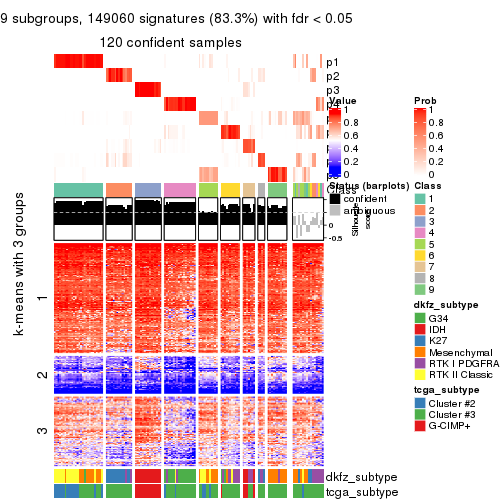 9 subgroups, 149060 signatures (83.3%) with fdr < 0.05
120 confident samples
p1
p2
p3
p4
Value
1
0.8
0.6
0.4
0.2
0
Prob
1
0.8
0.6
0.4
0.2
0
Class
Status (barplots)
confident
ambiguous
Silhouette
score
0
-0.5
Class
1
2
3
4
5
6
7
8
9
k-means with 3 groups
1
2
3
dkfz_subtype
G34
IDH
K27
Mesenchymal
RTK I PDGFRA
RTK II Classic
tcga_subtype
Cluster #2
Cluster #3
G-CIMP+
dkfz_subtype
tcga_subtype